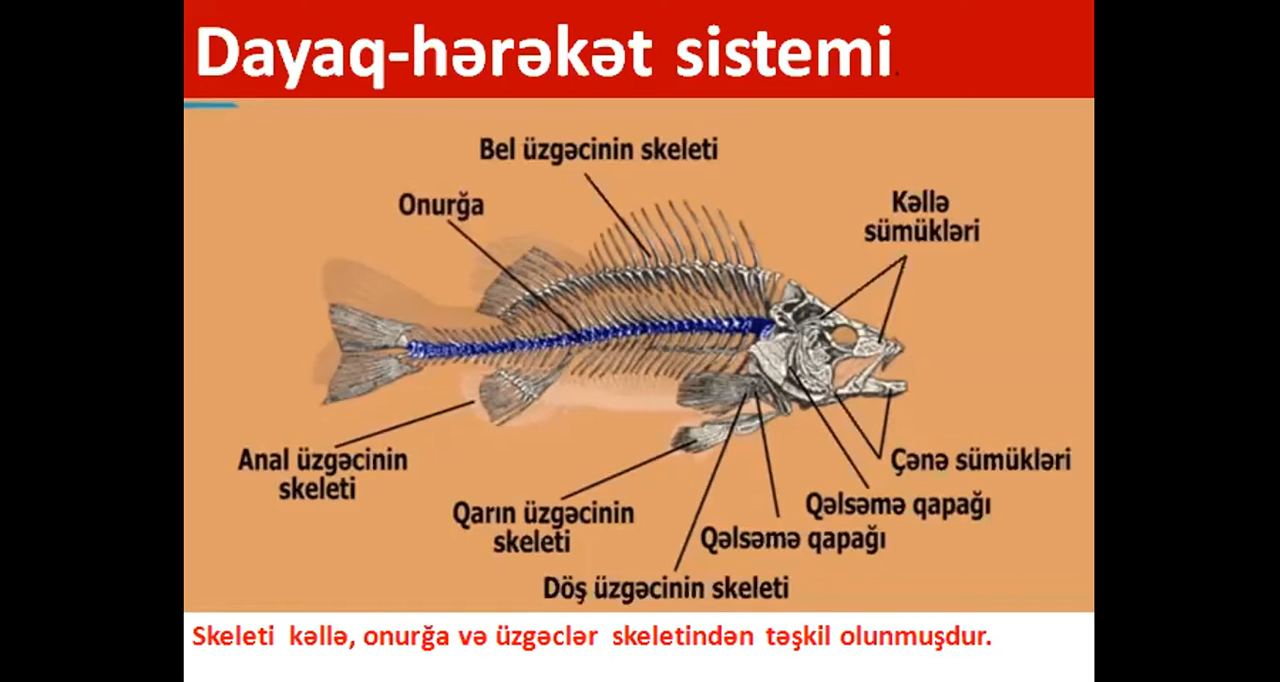 Dayaq-hərəkət sistemi.
Bel üzgəcinin skeleti
Onurğa
Kəllə
sümükləri
Anal üzgəcinin
skeleti
Çənə sümükləri
Qarın üzgəcinin
skeleti
Qəlsəmə qapağı
Qəlsəmə qapağı
Döş üzgəcinin skeleti
Skeleti kəllə, onurğa və üzgəclər skeletindən təşkil olunmuşdur.